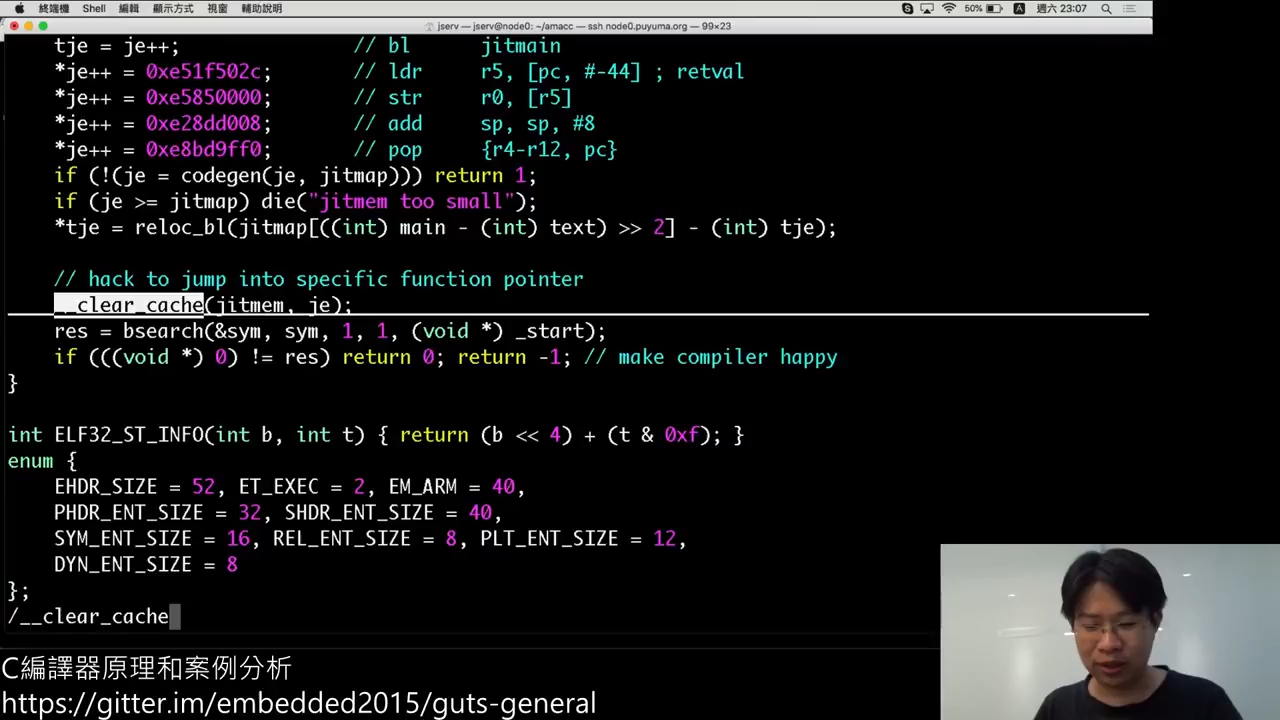 終端機 Shell 編輯 顯示方式 視窗 輔助說明 50% A 週六 23:07
jserv — jserv@node0: ~/amacc — ssh node0.puyuma.org — 99×23
tje = je++; // bl jitmain
*je++ = 0xe51f502c; // ldr r5, [pc, #-44] ; retval
*je++ = 0xe5850000; // str r0, [r5]
*je++ = 0xe28dd008; // add sp, sp, #8
*je++ = 0xe8bd9ff0; // pop {r4-r12, pc}
if (!(je = codegen(je, jitmap))) return 1;
if (je >= jitmap) die("jitmem too small");
*tje = reloc_bl(jitmap[((int) main - (int) text) >> 2] - (int) tje);
// hack to jump into specific function pointer
__clear_cache(jitmem, je);
res = bsearch(&sym, sym, 1, 1, (void *) _start);
if (((void *) 0) != res) return 0; return -1; // make compiler happy
}
int ELF32_ST_INFO(int b, int t) { return (b << 4) + (t & 0xf); }
enum {
EHDR_SIZE = 52, ET_EXEC = 2, EM_ARM = 40,
PHDR_ENT_SIZE = 32, SHDR_ENT_SIZE = 40,
SYM_ENT_SIZE = 16, REL_ENT_SIZE = 8, PLT_ENT_SIZE = 12,
DYN_ENT_SIZE = 8
};
/__clear_cache
C編譯器原理和案例分析
https://gitter.im/embedded2015/guts-general